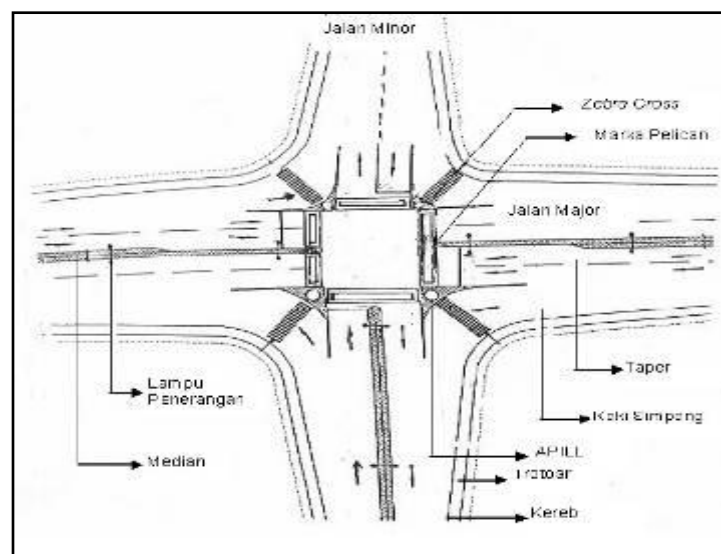 Jalan Minor
Zebra Cross
Marka Pelican
Jalan Major
Taper
Lampu
Penerangan
Kaki Simpang
Median
APILL
Trotoar
Kereb